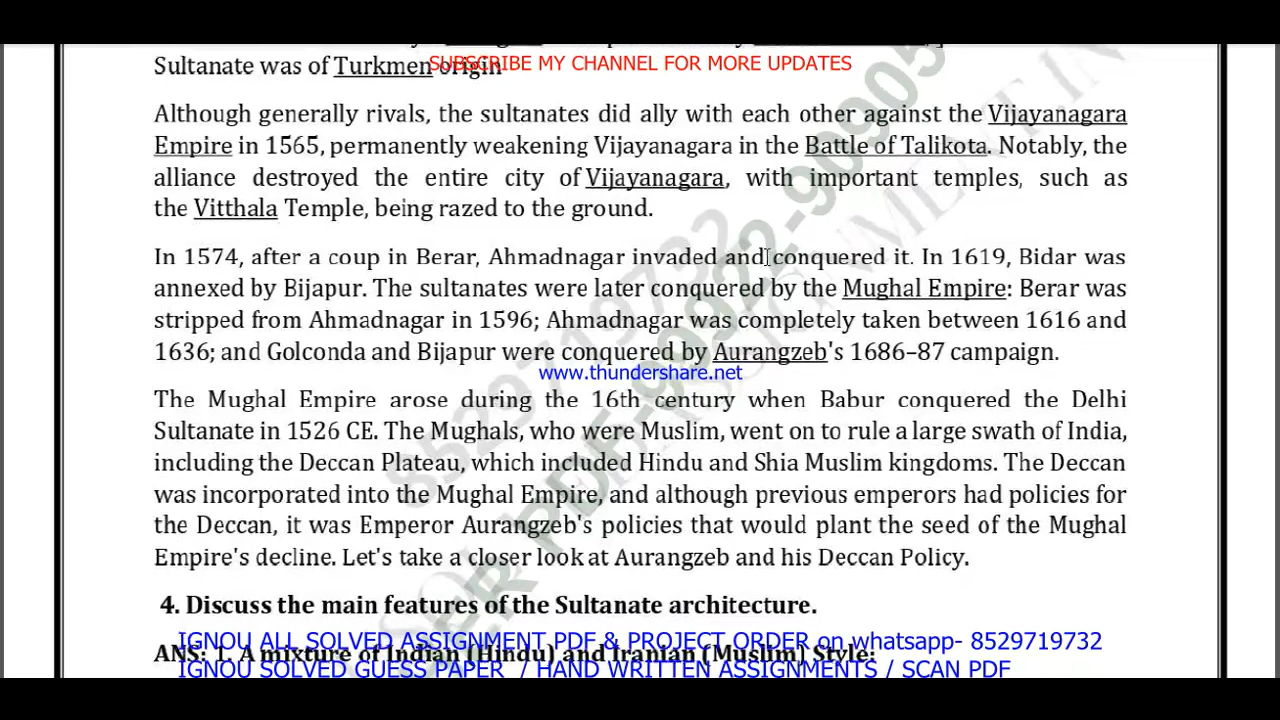 Sultanate was of Turkmen origin
SUBSCRIBE MY CHANNEL FOR MORE UPDATES
Although generally rivals, the sultanates did ally with each other against the Vijayanagara
Empire in 1565, permanently weakening Vijayanagara in the Battle of Talikota. Notably, the
alliance destroyed the entire city of Vijayanagara, with important temples, such as
the Vitthala Temple, being razed to the ground.
In 1574, after a coup in Berar, Ahmadnagar invaded and conquered it. In 1619, Bidar was
annexed by Bijapur. The sultanates were later conquered by the Mughal Empire: Berar was
stripped from Ahmadnagar in 1596; Ahmadnagar was completely taken between 1616 and
1636; and Golconda and Bijapur were conquered by Aurangzeb's 1686–87 campaign.
www.thundershare.net
The Mughal Empire arose during the 16th century when Babur conquered the Delhi
Sultanate in 1526 CE. The Mughals, who were Muslim, went on to rule a large swath of India,
including the Deccan Plateau, which included Hindu and Shia Muslim kingdoms. The Deccan
was incorporated into the Mughal Empire, and although previous emperors had policies for
the Deccan, it was Emperor Aurangzeb's policies that would plant the seed of the Mughal
Empire's decline. Let's take a closer look at Aurangzeb and his Deccan Policy.
4. Discuss the main features of the Sultanate architecture.
IGNOU ALL SOLVED ASSIGNMENT PDF & PROJECT ORDER on whatsapp- 8529719732
ANS: 1. A mixture of Indian (Hindu) and Iranian (Muslim) Style:
IGNOU SOLVED GUESS PAPER / HAND WRITTEN ASSIGNMENTS / SCAN PDF
8529719732